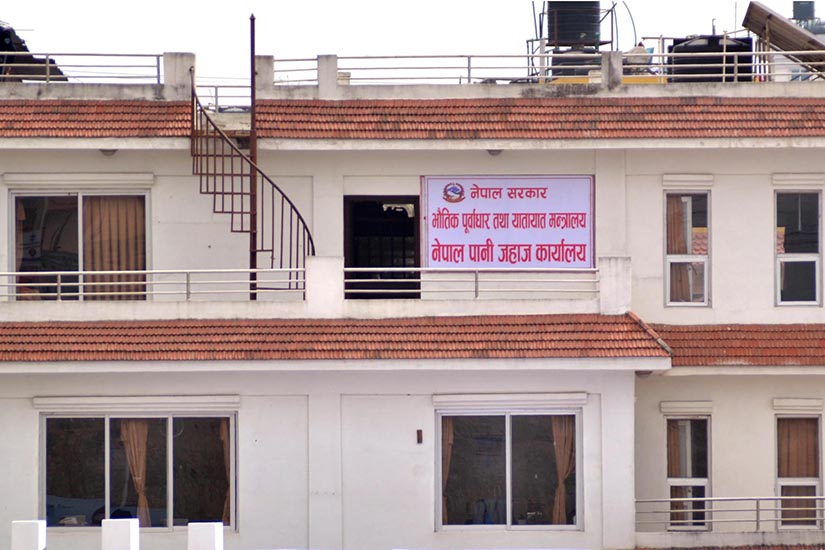 नेपाल सरकार
भौतिक पूर्वाधार तथा यातायात मन्त्रालय
नेपाल पानी जहाज कार्यालय